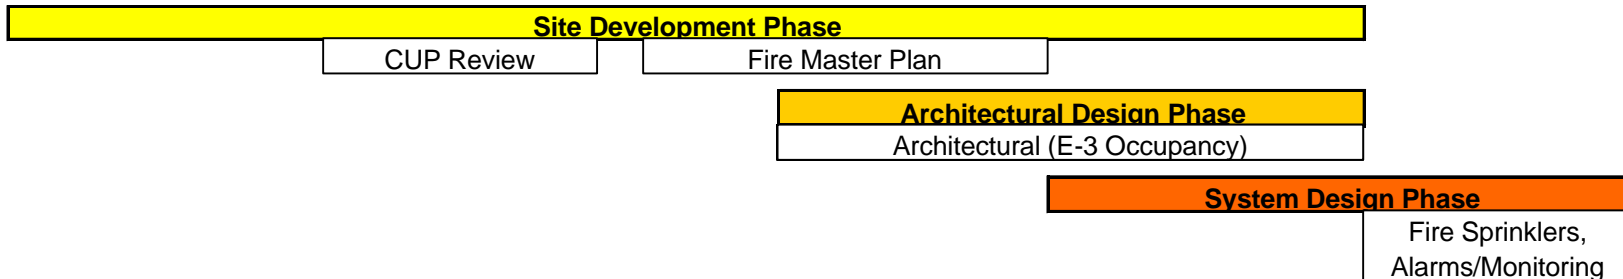 Site Development Phase
CUP Review
Fire Master Plan
Architectural Design Phase
Architectural (E-3 Occupancy)
System Design Phase
Fire Sprinklers,
Alarms/Monitoring